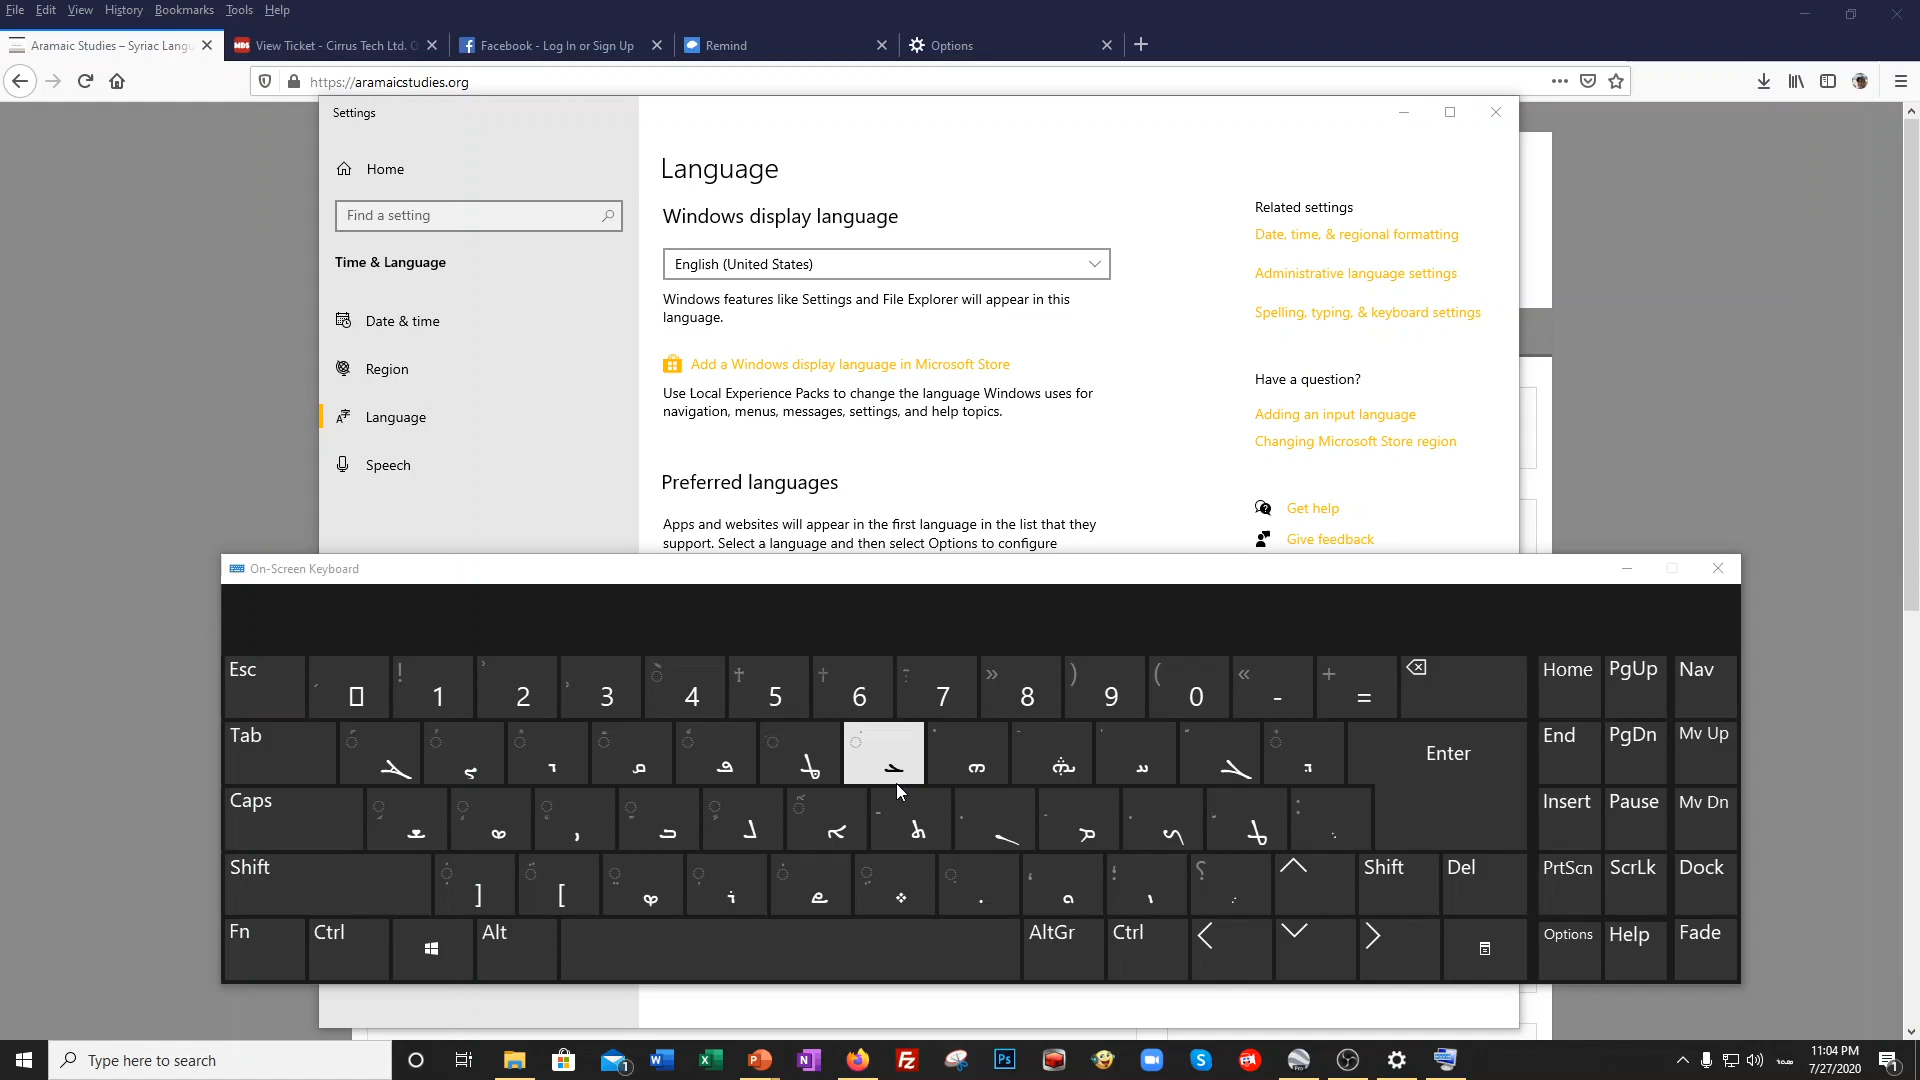 File Edit View History Bookmarks Tools Help
Aramaic Studies – Syriac Langu
View Ticket - Cirrus Tech Ltd. C
Facebook - Log In or Sign Up
Remind
Options
https://aramaicstudies.org
Settings
Home
Find a setting
Time & Language
Date & time
Region
Language
Speech
Language
Windows display language
English (United States)
Windows features like Settings and File Explorer will appear in this
language.
Add a Windows display language in Microsoft Store
Use Local Experience Packs to change the language Windows uses for
navigation, menus, messages, settings, and help topics.
Preferred languages
Apps and websites will appear in the first language in the list that they
support. Select a language and then select Options to configure
Related settings
Date, time, & regional formatting
Administrative language settings
Spelling, typing, & keyboard settings
Have a question?
Adding an input language
Changing Microsoft Store region
Get help
Give feedback
On-Screen Keyboard
Esc ! 1 2 3 4 5 6 7 » 8 ) 9 ( 0 « - + = Home PgUp Nav
Tab Enter End PgDn Mv Up
Caps Insert Pause Mv Dn
Shift ] [ . Shift Del PrtScn ScrLk Dock
Fn Ctrl Alt AltGr Ctrl Options Help Fade
Type here to search
11:04 PM
7/27/2020